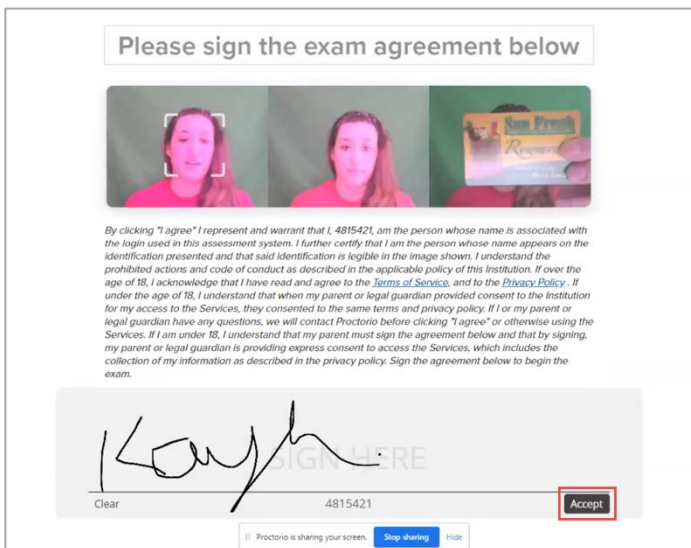 Please sign the exam agreement below
Sun Fresh
Rewards
By clicking "I agree" I represent and warrant that I, 4815421, am the person whose name is associated with
the login used in this assessment system. I further certify that I am the person whose name appears on the
identification presented and that said identification is legible in the image shown. I understand the
prohibited actions and code of conduct as described in the applicable policy of this Institution. If over the
age of 18, I acknowledge that I have read and agree to the Terms of Service, and to the Privacy Policy . If
under the age of 18, I understand that when my parent or legal guardian provided consent to the Institution
for my access to the Services, they consented to the same terms and privacy policy. If I or my parent or
legal guardian have any questions, we will contact Proctorio before clicking "I agree" or otherwise using the
Services. If I am under 18, I understand that my parent must sign the agreement below and that by signing,
my parent or legal guardian is providing express consent to access the Services, which includes the
collection of my information as described in the privacy policy. Sign the agreement below to begin the
exam.
SIGN HERE
Clear 4815421 Accept
Proctorio is sharing your screen. Stop sharing Hide